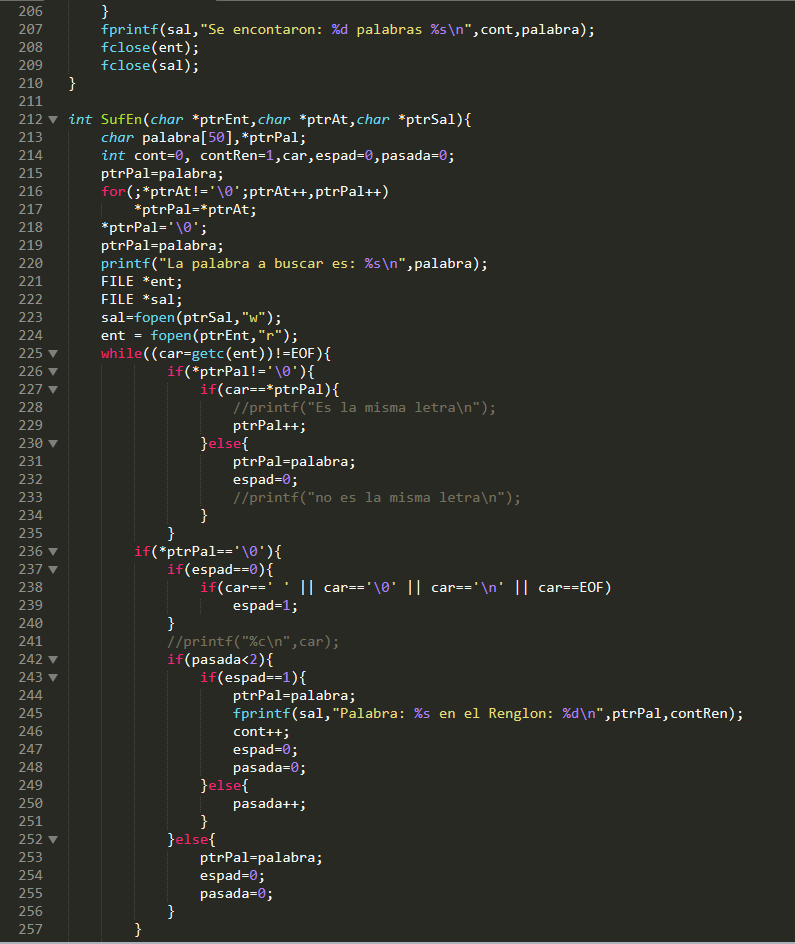 206 }
207 fprintf(sal,"Se encontaron: %d palabras %s\n",cont,palabra);
208 fclose(ent);
209 fclose(sal);
210 }
211
212 int SufEn(char *ptrEnt,char *ptrAt,char *ptrSal){
213 char palabra[50],*ptrPal;
214 int cont=0, contRen=1,car,espad=0,pasada=0;
215 ptrPal=palabra;
216 for(;*ptrAt!='\0';ptrAt++,ptrPal++)
217 *ptrPal=*ptrAt;
218 *ptrPal='\0';
219 ptrPal=palabra;
220 printf("La palabra a buscar es: %s\n",palabra);
221 FILE *ent;
222 FILE *sal;
223 sal=fopen(ptrSal,"w");
224 ent = fopen(ptrEnt,"r");
225 while((car=getc(ent))!=EOF){
226 if(*ptrPal!='\0'){
227 if(car==*ptrPal){
228 //printf("Es la misma letra\n");
229 ptrPal++;
230 }else{
231 ptrPal=palabra;
232 espad=0;
233 //printf("no es la misma letra\n");
234 }
235 }
236 if(*ptrPal=='\0'){
237 if(espad==0){
238 if(car==' ' || car=='\0' || car=='\n' || car==EOF)
239 espad=1;
240 }
241 //printf("%c\n",car);
242 if(pasada<2){
243 if(espad==1){
244 ptrPal=palabra;
245 fprintf(sal,"Palabra: %s en el Renglon: %d\n",ptrPal,contRen);
246 cont++;
247 espad=0;
248 pasada=0;
249 }else{
250 pasada++;
251 }
252 }else{
253 ptrPal=palabra;
254 espad=0;
255 pasada=0;
256 }
257 }